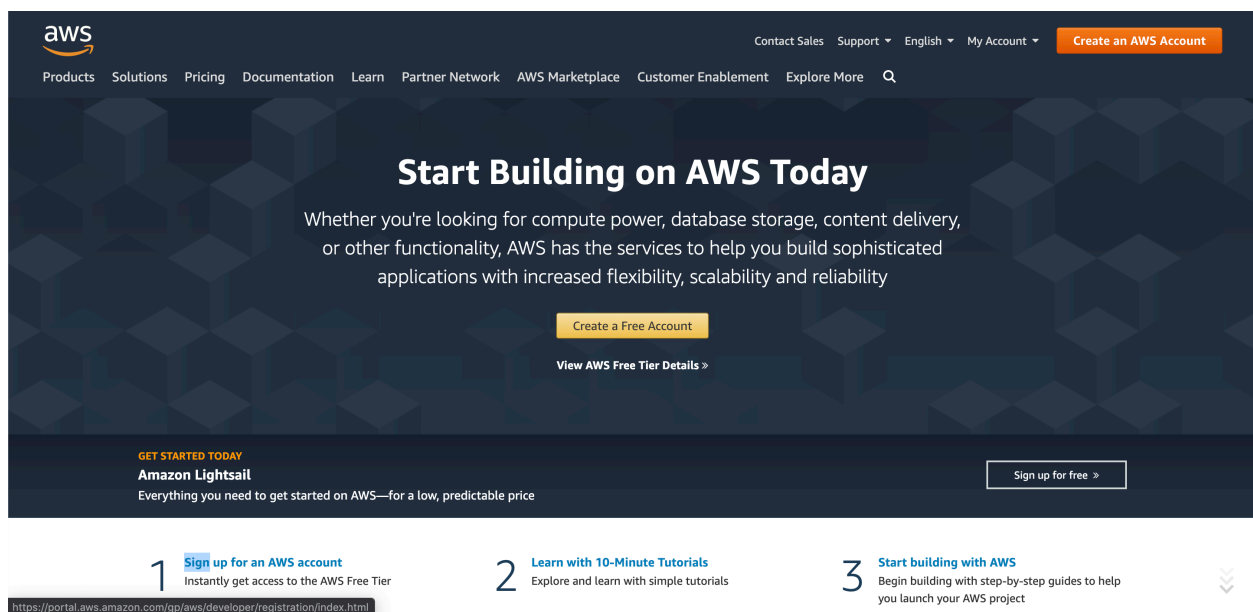 aws
Contact Sales Support English My Account Create an AWS Account
Products Solutions Pricing Documentation Learn Partner Network AWS Marketplace Customer Enablement Explore More
Start Building on AWS Today
Whether you're looking for compute power, database storage, content delivery,
or other functionality, AWS has the services to help you build sophisticated
applications with increased flexibility, scalability and reliability
Create a Free Account
View AWS Free Tier Details »
GET STARTED TODAY
Amazon Lightsail
Everything you need to get started on AWS—for a low, predictable price
Sign up for free »
1
Sign up for an AWS account
Instantly get access to the AWS Free Tier
2
Learn with 10-Minute Tutorials
Explore and learn with simple tutorials
3
Start building with AWS
Begin building with step-by-step guides to help
you launch your AWS project
https://portal.aws.amazon.com/gp/aws/developer/registration/index.html